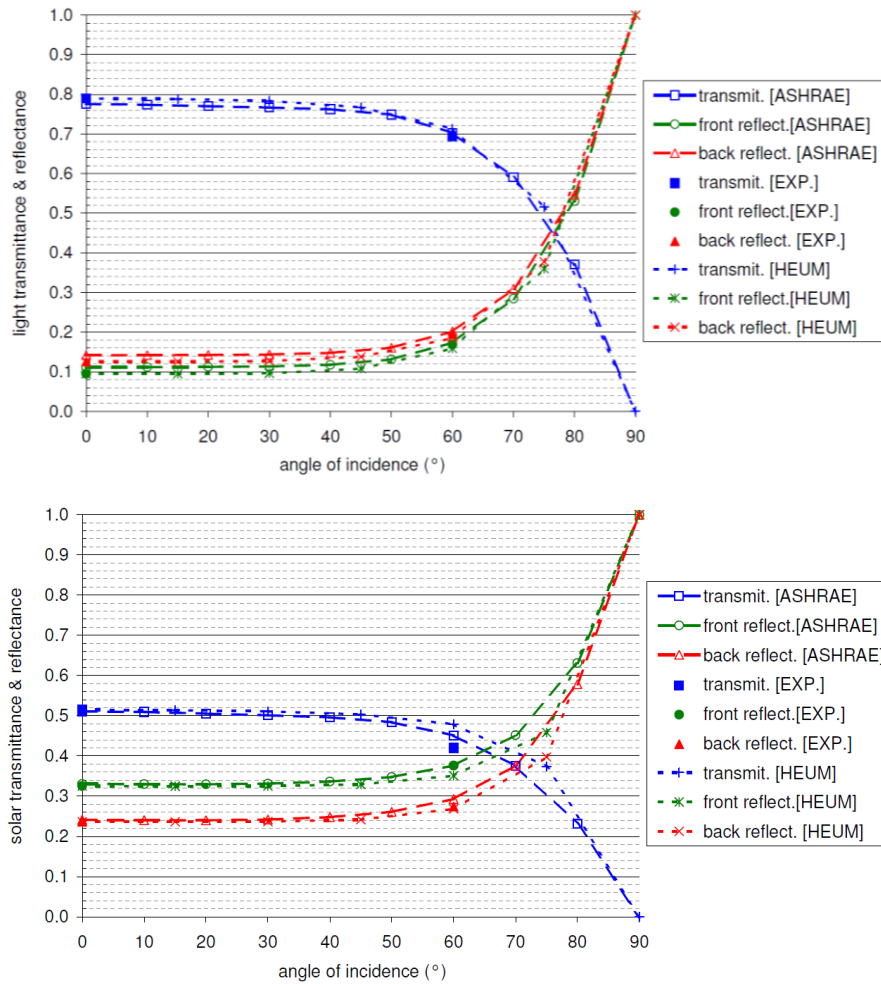 1.0
0.9
0.8
0.7
0.6
0.5
0.4
0.3
0.2
0.1
0.0
light transmittance & reflectance
0 10 20 30 40 50 60 70 80 90
angle of incidence (°)
transmit. [ASHRAE]
front reflect.[ASHRAE]
back reflect. [ASHRAE]
transmit. [EXP.]
front reflect.[EXP.]
back reflect. [EXP.]
transmit. [HEUM]
front reflect.[HEUM]
back reflect. [HEUM]
1.0
0.9
0.8
0.7
0.6
0.5
0.4
0.3
0.2
0.1
0.0
solar transmittance & reflectance
0 10 20 30 40 50 60 70 80 90
angle of incidence (°)
transmit. [ASHRAE]
front reflect.[ASHRAE]
back reflect. [ASHRAE]
transmit. [EXP.]
front reflect.[EXP.]
back reflect. [EXP.]
transmit. [HEUM]
front reflect.[HEUM]
back reflect. [HEUM]